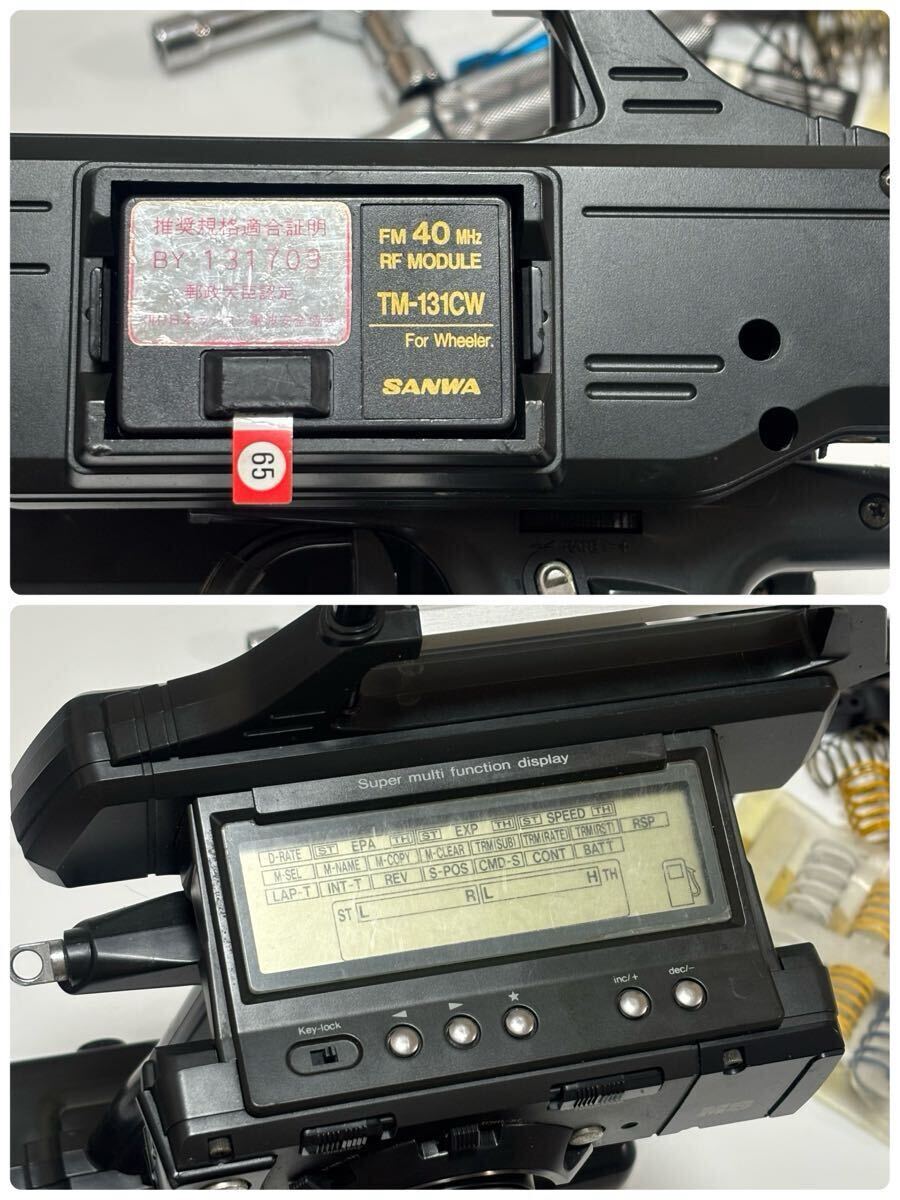 推奨規格適合証明
BY 131703
郵政大臣認定
FM 40 MHz
RF MODULE
TM-131CW
For Wheeler.
SANWA
65
Super multi function display
D-RATE ST EPA TH ST EXP TH ST SPEED TH
M-SEL M-NAME M-COPY M-CLEAR TRM(SUB) TRM(RATE) TRM(RST) RSP
LAP-T INT-T REV S-POS CMD-S CONT BATT
ST L R L H TH
Key-lock
inc/+
dec/-
M8